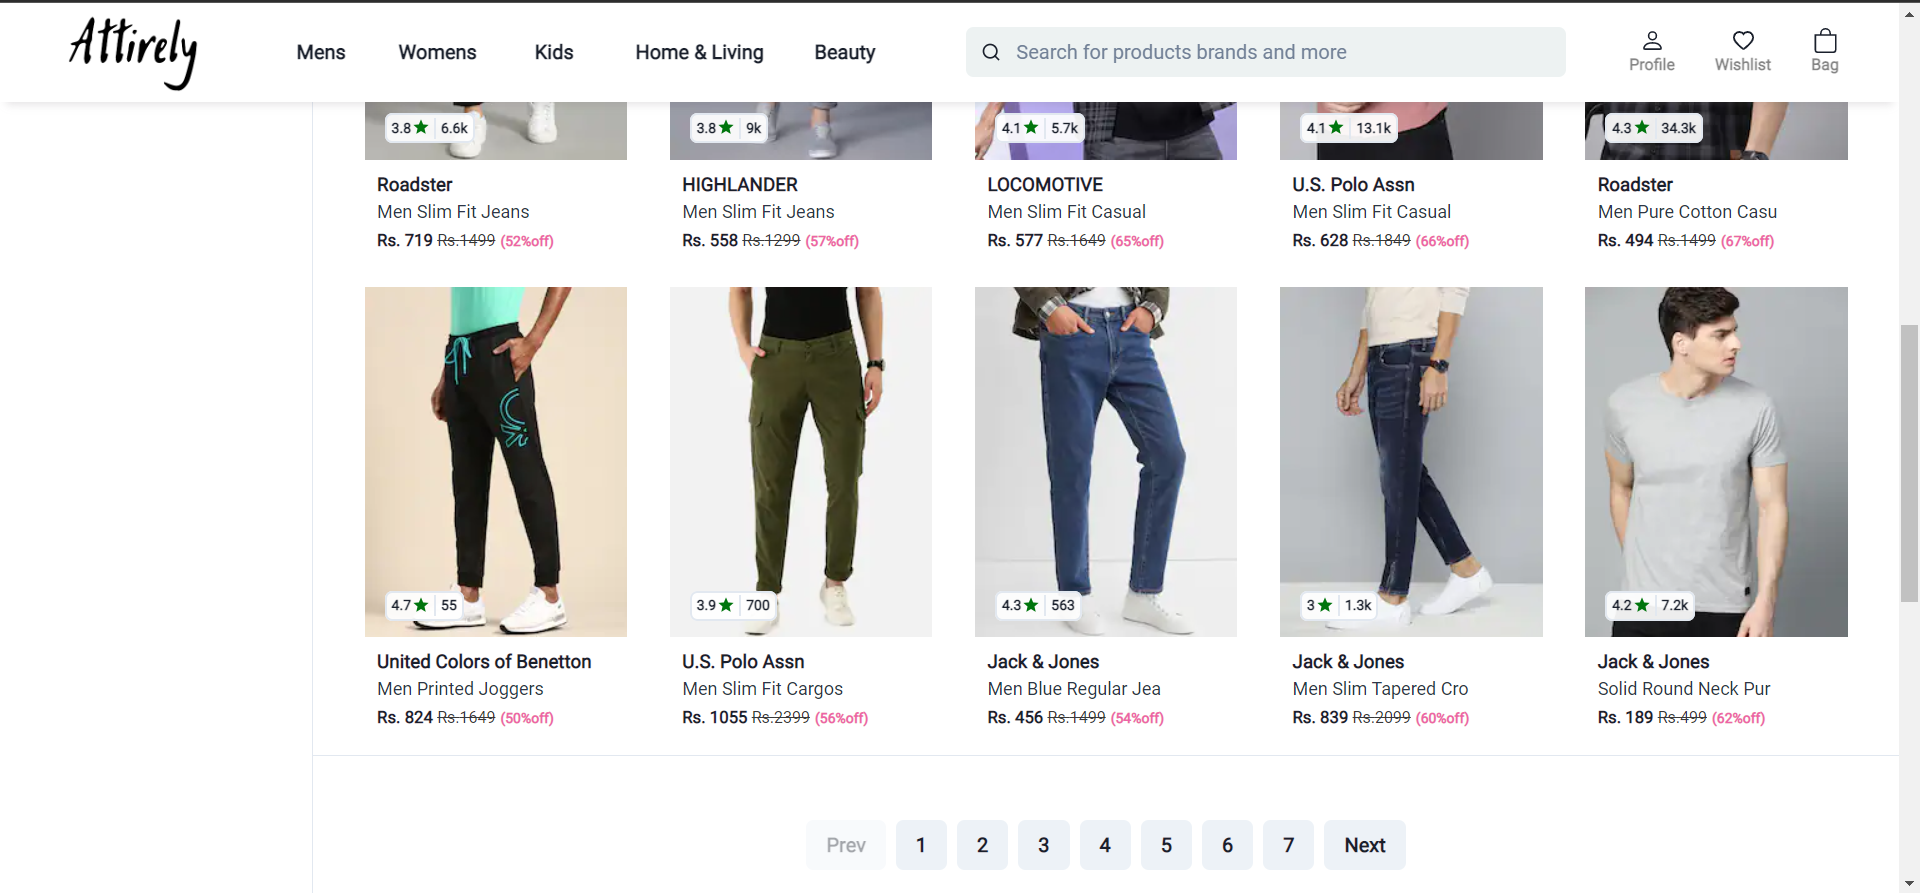 Attirely
Mens Womens Kids Home & Living Beauty
Search for products brands and more
Profile Wishlist Bag
3.8 6.6k
3.8 9k
4.1 5.7k
4.1 13.1k
4.3 34.3k
Roadster
Men Slim Fit Jeans
Rs. 719 Rs.1499 (52%off)
HIGHLANDER
Men Slim Fit Jeans
Rs. 558 Rs.1299 (57%off)
LOCOMOTIVE
Men Slim Fit Casual
Rs. 577 Rs.1649 (65%off)
U.S. Polo Assn
Men Slim Fit Casual
Rs. 628 Rs.1849 (66%off)
Roadster
Men Pure Cotton Casu
Rs. 494 Rs.1499 (67%off)
4.7 55
3.9 700
4.3 563
3 1.3k
4.2 7.2k
United Colors of Benetton
Men Printed Joggers
Rs. 824 Rs.1649 (50%off)
U.S. Polo Assn
Men Slim Fit Cargos
Rs. 1055 Rs.2399 (56%off)
Jack & Jones
Men Blue Regular Jea
Rs. 456 Rs.1499 (54%off)
Jack & Jones
Men Slim Tapered Cro
Rs. 839 Rs.2099 (60%off)
Jack & Jones
Solid Round Neck Pur
Rs. 189 Rs.499 (62%off)
Prev 1 2 3 4 5 6 7 Next